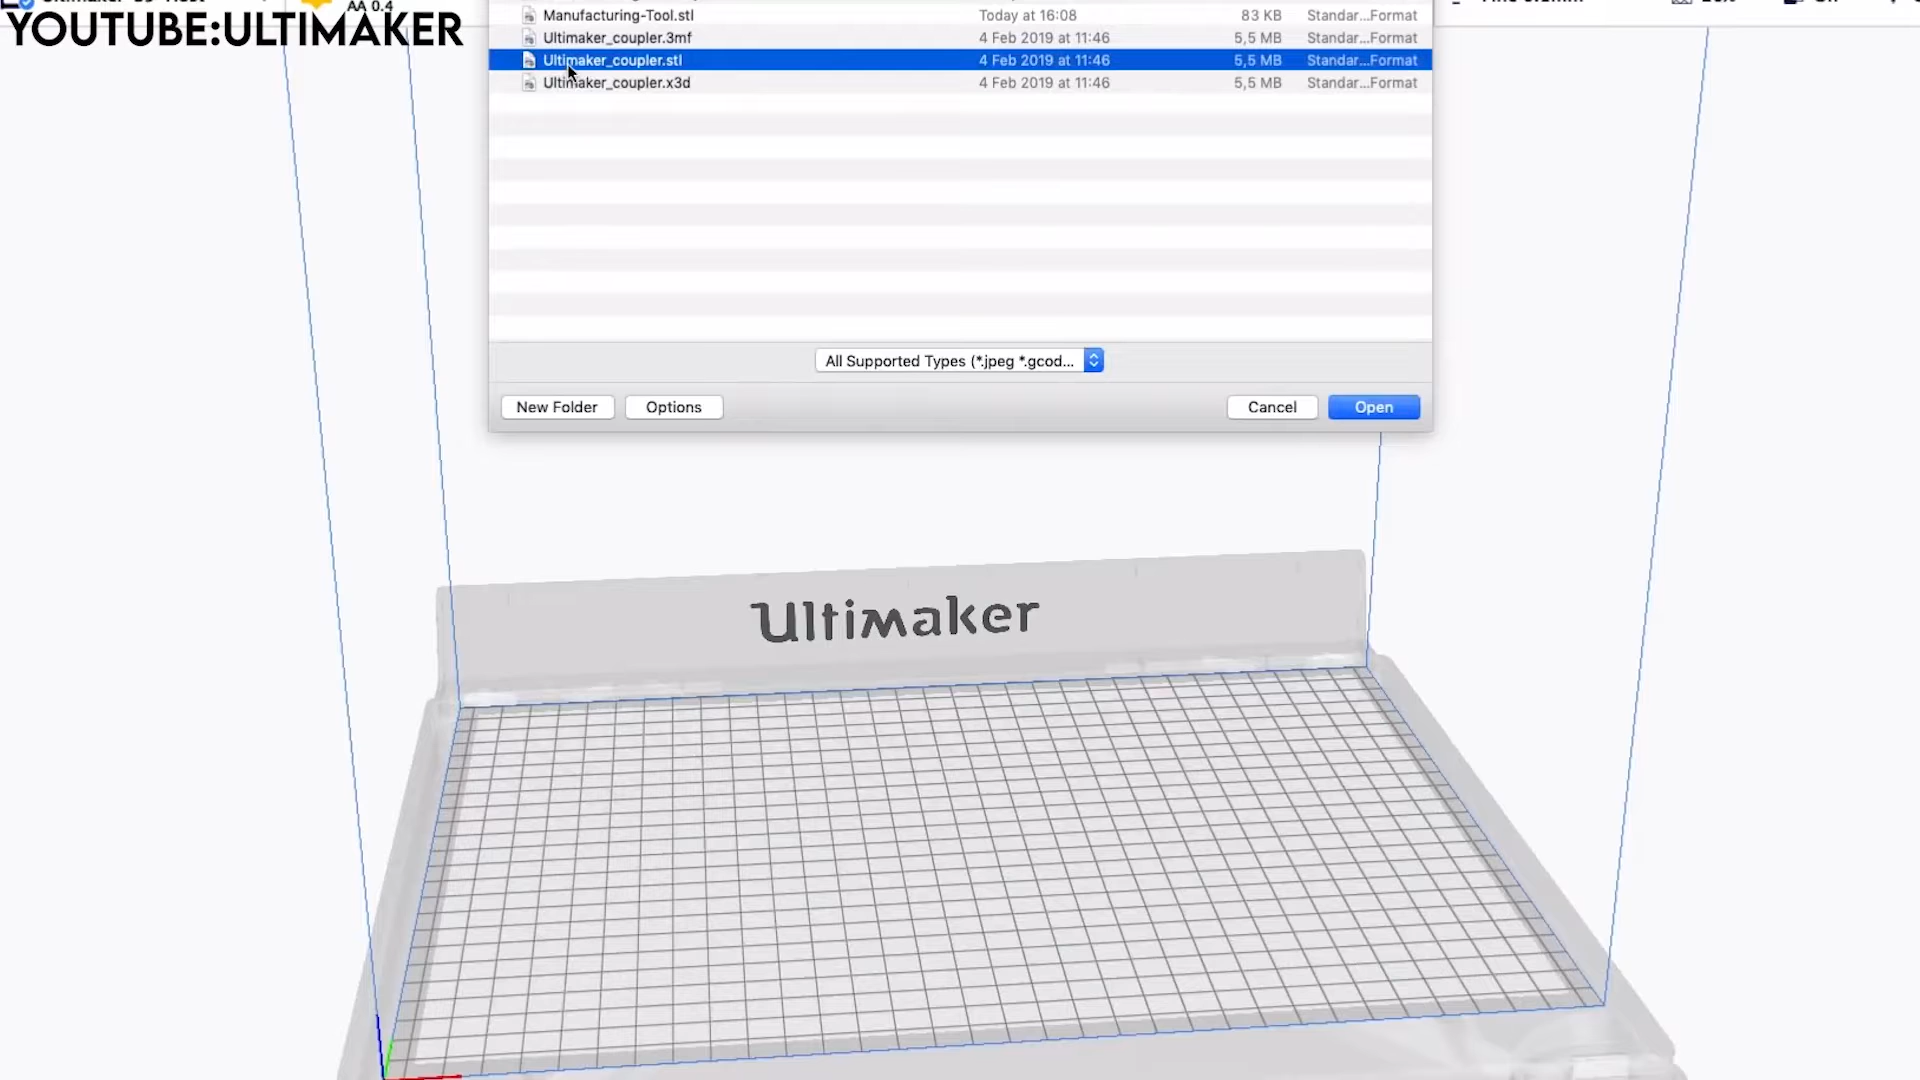 AA 0.4
YOUTUBE:ULTIMAKER
Manufacturing-Tool.stl Today at 16:08 83 KB Standar...Format
Ultimaker_coupler.3mf 4 Feb 2019 at 11:46 5,5 MB Standar...Format
Ultimaker_coupler.stl 4 Feb 2019 at 11:46 5,5 MB Standar...Format
Ultimaker_coupler.x3d 4 Feb 2019 at 11:46 5,5 MB Standar...Format
All Supported Types (*.jpeg *.gcod...
New Folder Options Cancel Open
Ultimaker